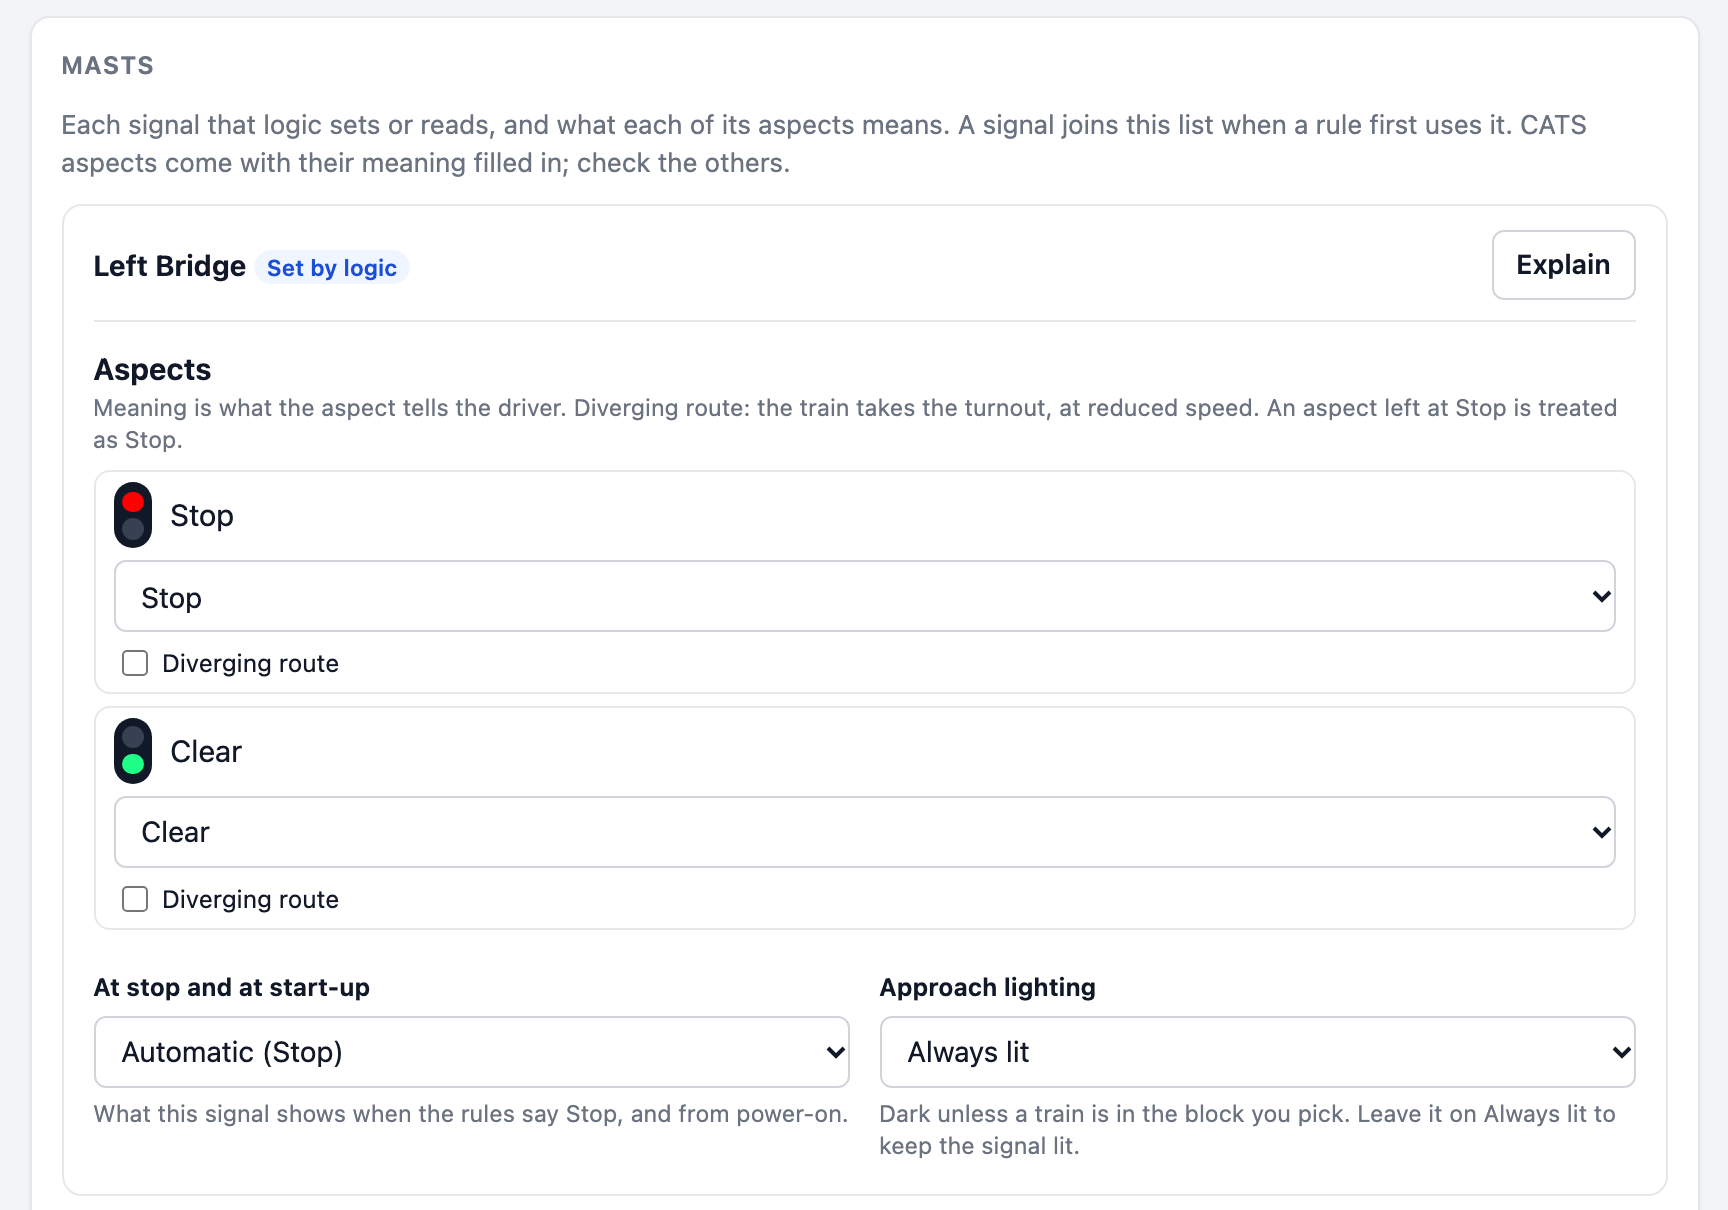 MASTS
Each signal that logic sets or reads, and what each of its aspects means. A signal joins this list when a rule first uses it. CATS
aspects come with their meaning filled in; check the others.
Left Bridge Set by logic
Explain
Aspects
Meaning is what the aspect tells the driver. Diverging route: the train takes the turnout, at reduced speed. An aspect left at Stop is treated
as Stop.
Stop
Stop
Diverging route
Clear
Clear
Diverging route
At stop and at start-up
Automatic (Stop)
What this signal shows when the rules say Stop, and from power-on.
Approach lighting
Always lit
Dark unless a train is in the block you pick. Leave it on Always lit to
keep the signal lit.